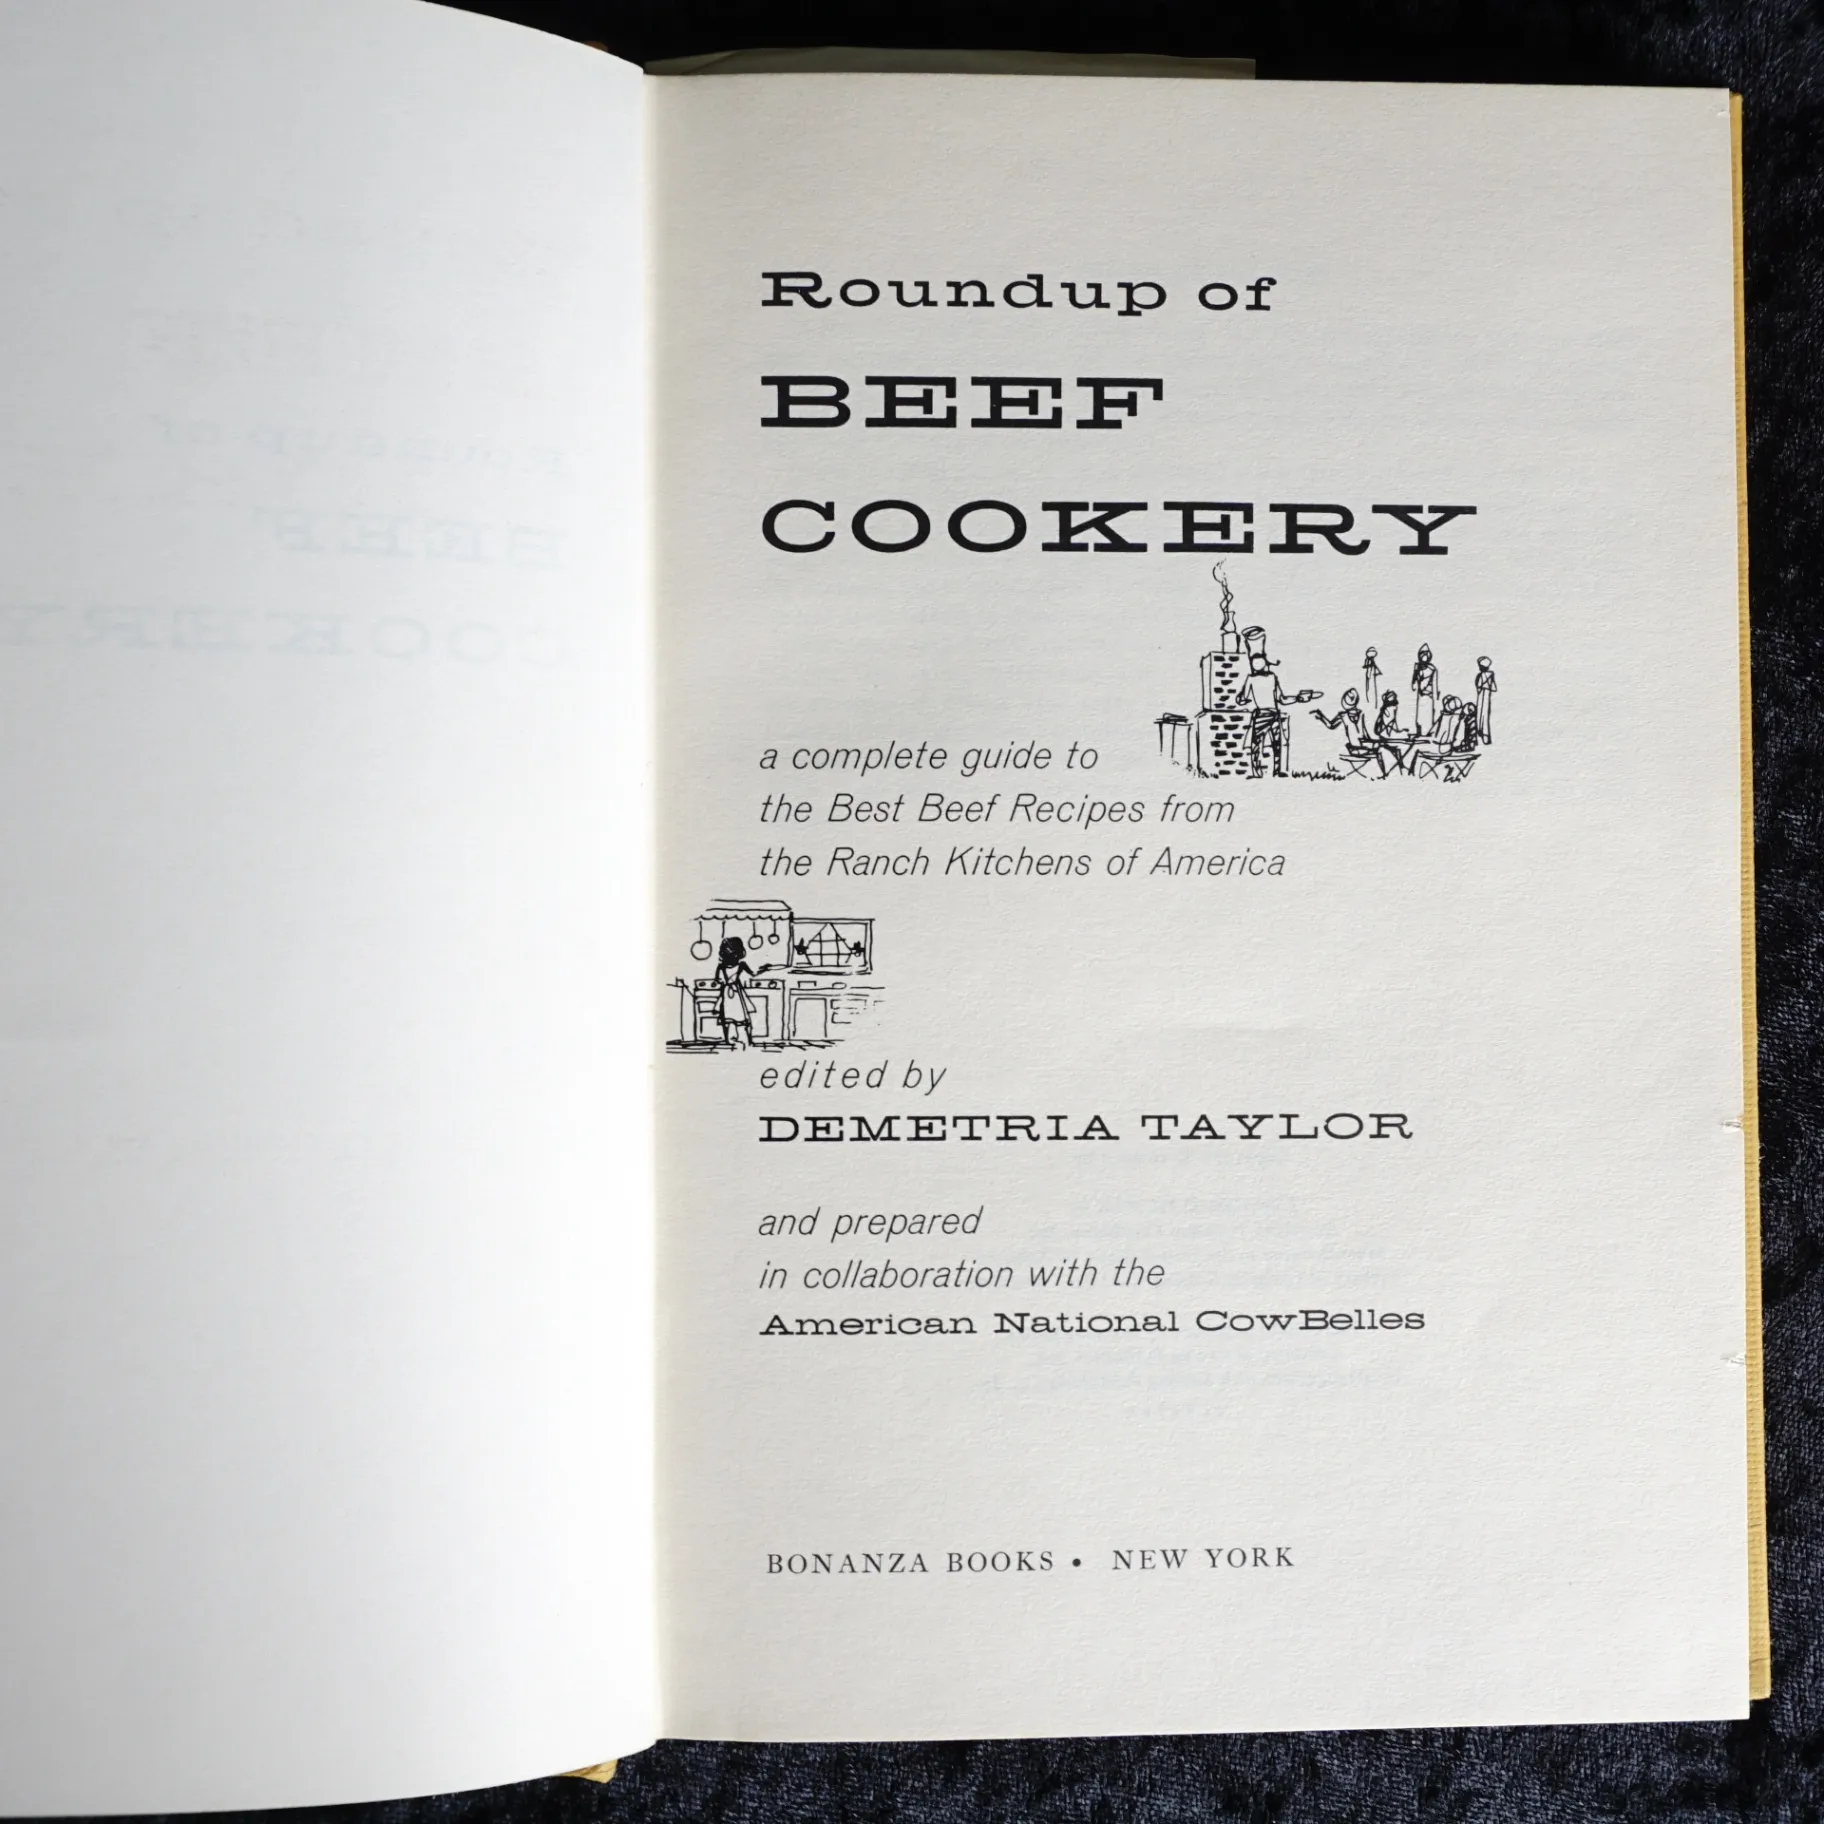 Roundup of
BEEF
COOKERY
a complete guide to
the Best Beef Recipes from
the Ranch Kitchens of America
edited by
DEMETRIA TAYLOR
and prepared
in collaboration with the
American National CowBelles
BONANZA BOOKS • NEW YORK